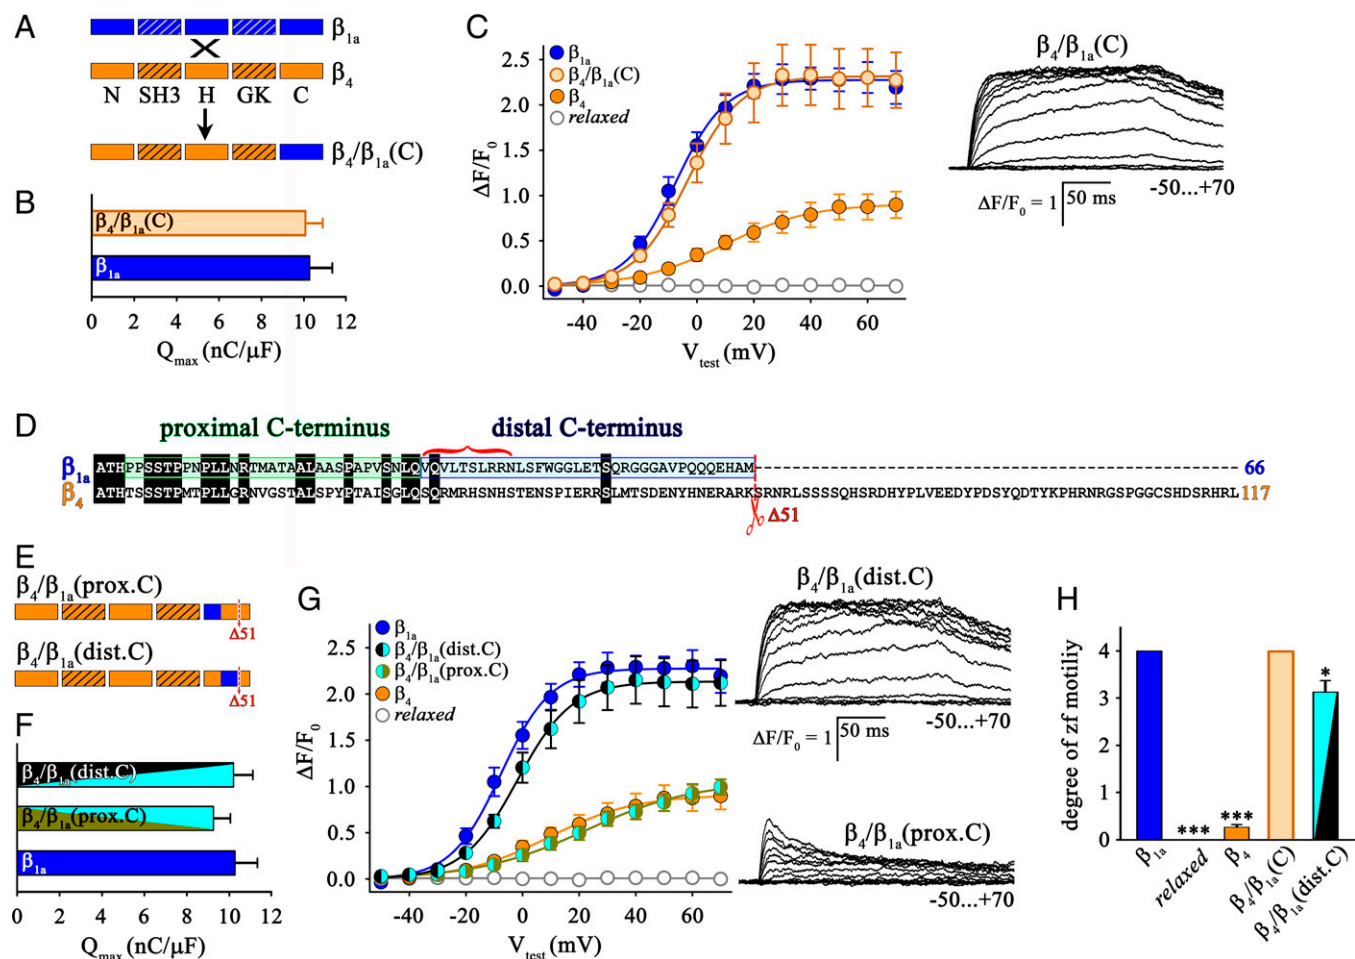 A
β1a
β4
N SH3 H GK C
β4/β1a(C)
B
β4/β1a(C)
β1a
0 2 4 6 8 10 12
Qmax (nC/μF)
C
β1a
β4/β1a(C)
β4
relaxed
ΔF/F0
2.5
2.0
1.5
1.0
0.5
0.0
-40 -20 0 20 40 60
Vtest (mV)
β4/β1a(C)
ΔF/F0 = 1
50 ms
-50...+70
D
proximal C-terminus distal C-terminus
β1a ATHPPSSTPPNPLLNRTMATAALAASPAPVSNLQVQVLTSLRRNLSFWGGLETSQRGGGAVPQQQEHAM 66
β4 ATHTSSSTPMTPLLGRNVGSTALSPYPTAISGLQSQRMRHSNHSTENSPIERRSLMTSDENYHNERARKSRNRLSSSSQHSRDHYPLVEEDYPDSYQDTYKPHRNRGSPGGCSHDSRHRL 117
Δ51
E
β4/β1a(prox.C)
Δ51
β4/β1a(dist.C)
Δ51
F
β4/β1a(dist.C)
β4/β1a(prox.C)
β1a
0 2 4 6 8 10 12
Qmax (nC/μF)
G
β1a
β4/β1a(dist.C)
β4/β1a(prox.C)
β4
relaxed
ΔF/F0
2.5
2.0
1.5
1.0
0.5
0.0
-40 -20 0 20 40 60
Vtest (mV)
β4/β1a(dist.C)
-50...+70
ΔF/F0 = 1
50 ms
β4/β1a(prox.C)
-50...+70
H
degree of zf motiliy
4
3
2
1
0
***
***
*
β1a
relaxed
β4
β4/β1a(C)
β4/β1a(dist.C)